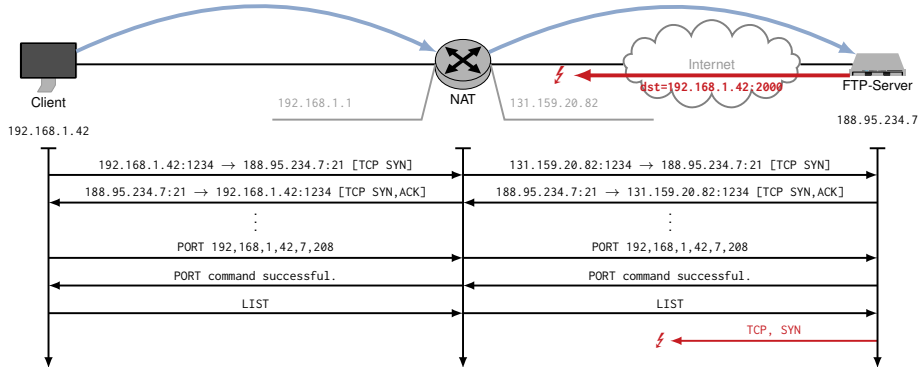 Internet
dst=192.168.1.42:2000
Client
NAT
FTP-Server
192.168.1.1
131.159.20.82
192.168.1.42
188.95.234.7
192.168.1.42:1234 → 188.95.234.7:21 [TCP SYN]
131.159.20.82:1234 → 188.95.234.7:21 [TCP SYN]
188.95.234.7:21 → 192.168.1.42:1234 [TCP SYN,ACK]
188.95.234.7:21 → 131.159.20.82:1234 [TCP SYN,ACK]
PORT 192,168,1,42,7,208
PORT 192,168,1,42,7,208
PORT command successful.
PORT command successful.
LIST
LIST
TCP, SYN